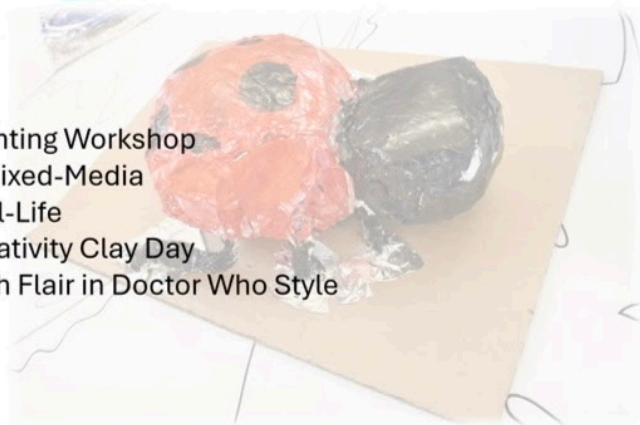 nting Workshop
ixed-Media
l-Life
ativity Clay Day
h Flair in Doctor Who Style